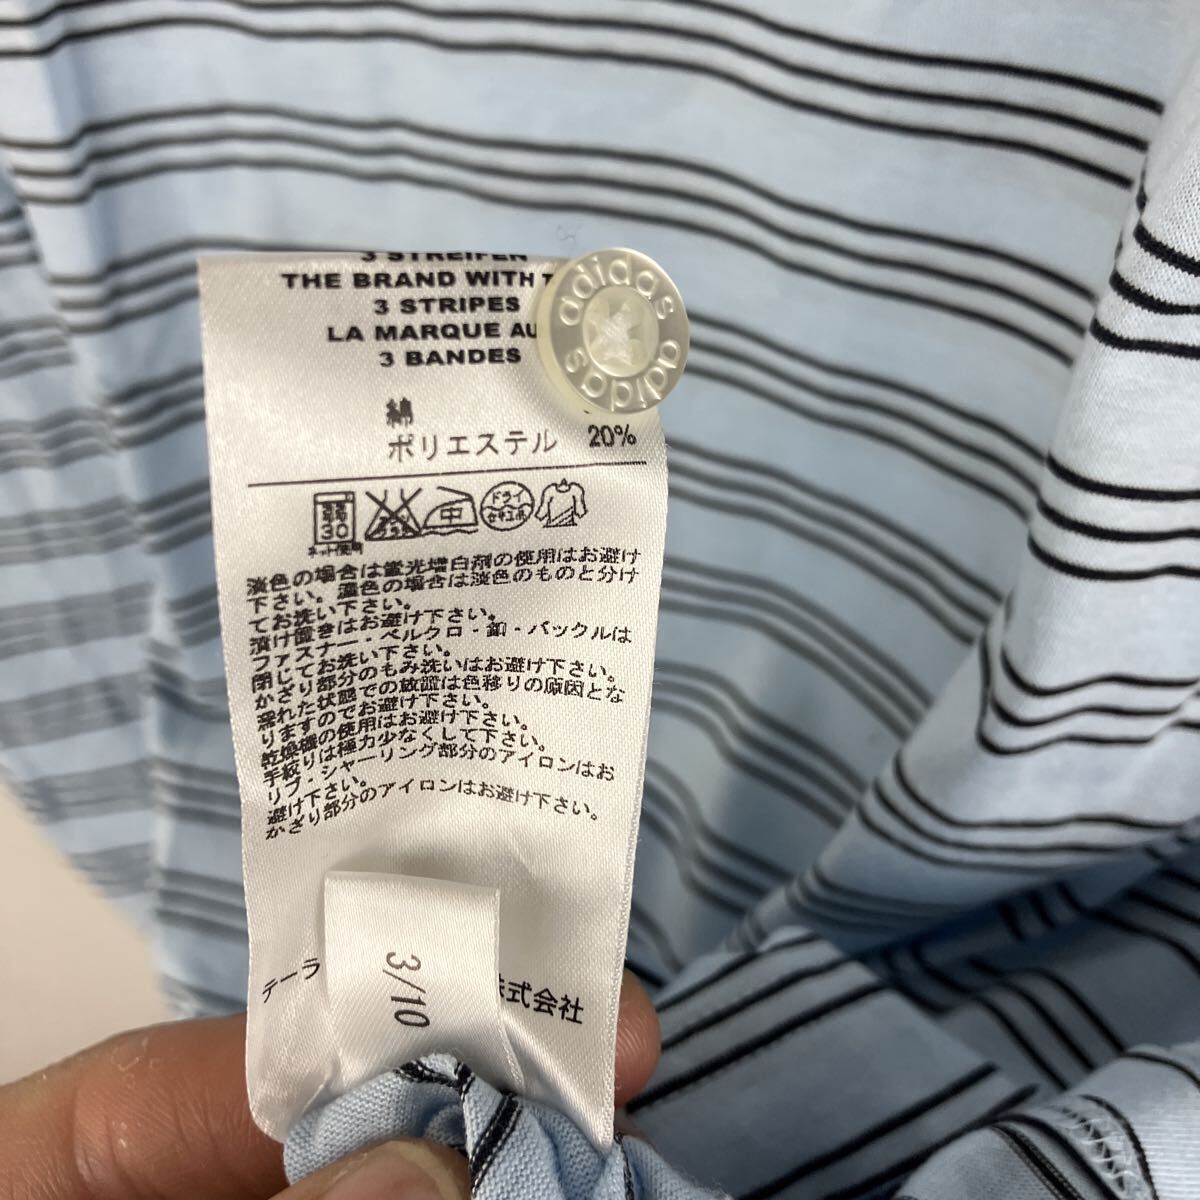 3 STREIFEN
THE BRAND WITH
3 STRIPES
LA MARQUE AU
3 BANDES
adidas
adidas
綿
ポリエステル 20%
30
ネット使用
中
ドライ
淡色の場合は蛍光増白剤の使用はお避け
下さい。濃色の場合は淡色のものと分け
てお洗い下さい。
漬け置きはお避け下さい。
ファスナー・ベルクロ・釦・バックルは
閉じてお洗い下さい。
かざり部分のもみ洗いはお避け下さい。
濡れた状態での放置は色移りの原因とな
りますのでお避け下さい。
乾燥機の使用はお避け下さい。
手絞りは極力少なくして下さい。
リブ・シャーリング部分のアイロンはお
避け下さい。
かざり部分のアイロンはお避け下さい。
テーラ
株式会社
3/10